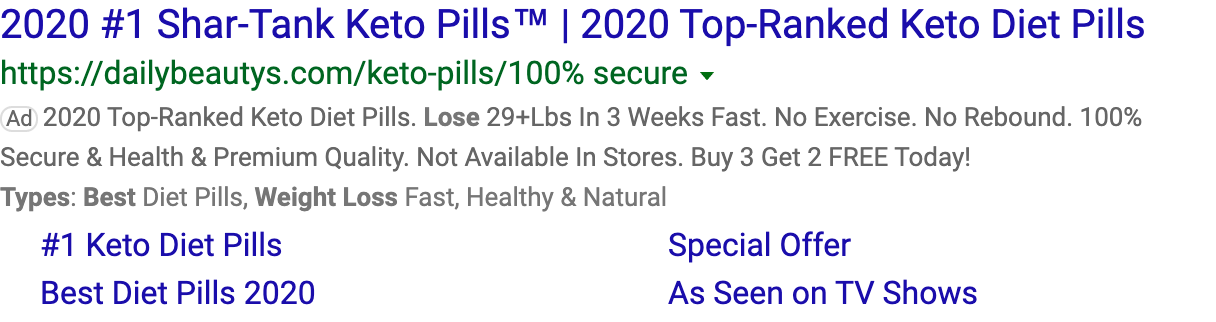 2020 #1 Shar-Tank Keto Pills™ | 2020 Top-Ranked Keto Diet Pills
https://dailybeautys.com/keto-pills/100% secure
Ad 2020 Top-Ranked Keto Diet Pills. Lose 29+Lbs In 3 Weeks Fast. No Exercise. No Rebound. 100%
Secure & Health & Premium Quality. Not Available In Stores. Buy 3 Get 2 FREE Today!
Types: Best Diet Pills, Weight Loss Fast, Healthy & Natural
#1 Keto Diet Pills Special Offer
Best Diet Pills 2020 As Seen on TV Shows